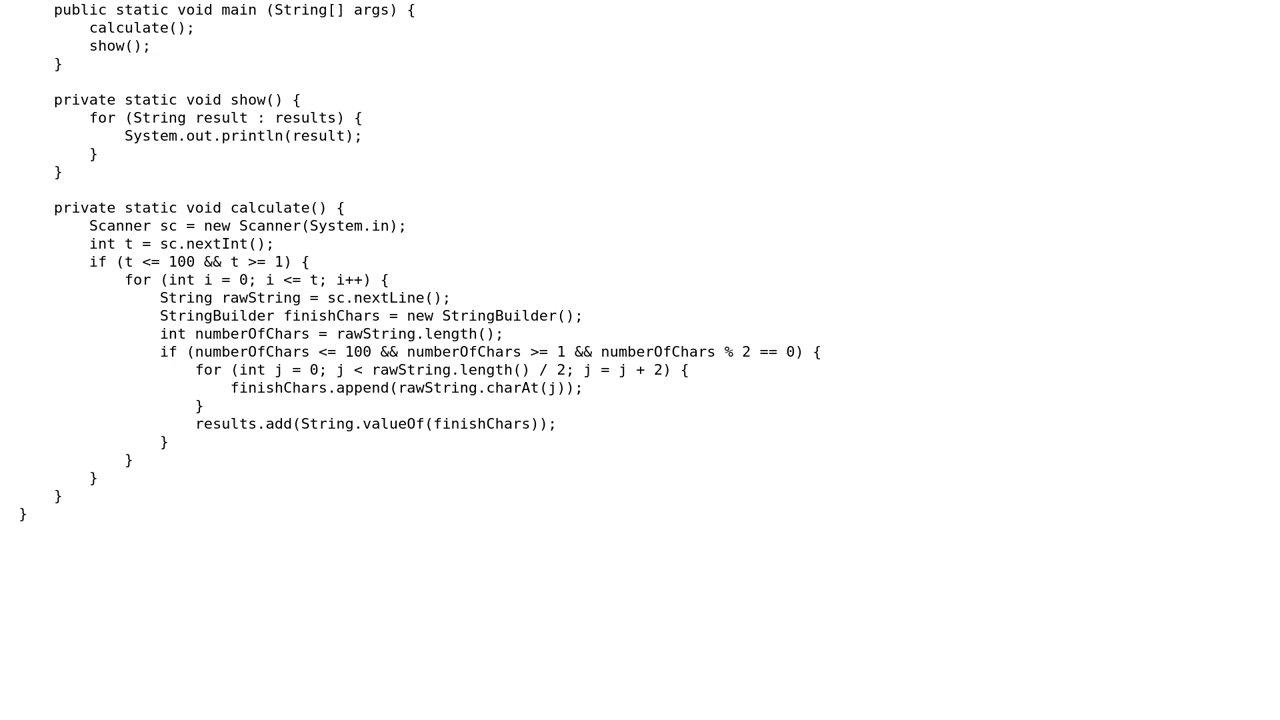 public static void main (String[] args) {
calculate();
show();
}
private static void show() {
for (String result : results) {
System.out.println(result);
}
}
private static void calculate() {
Scanner sc = new Scanner(System.in);
int t = sc.nextInt();
if (t <= 100 && t >= 1) {
for (int i = 0; i <= t; i++) {
String rawString = sc.nextLine();
StringBuilder finishChars = new StringBuilder();
int numberOfChars = rawString.length();
if (numberOfChars <= 100 && numberOfChars >= 1 && numberOfChars % 2 == 0) {
for (int j = 0; j < rawString.length() / 2; j = j + 2) {
finishChars.append(rawString.charAt(j));
}
results.add(String.valueOf(finishChars));
}
}
}
}
}